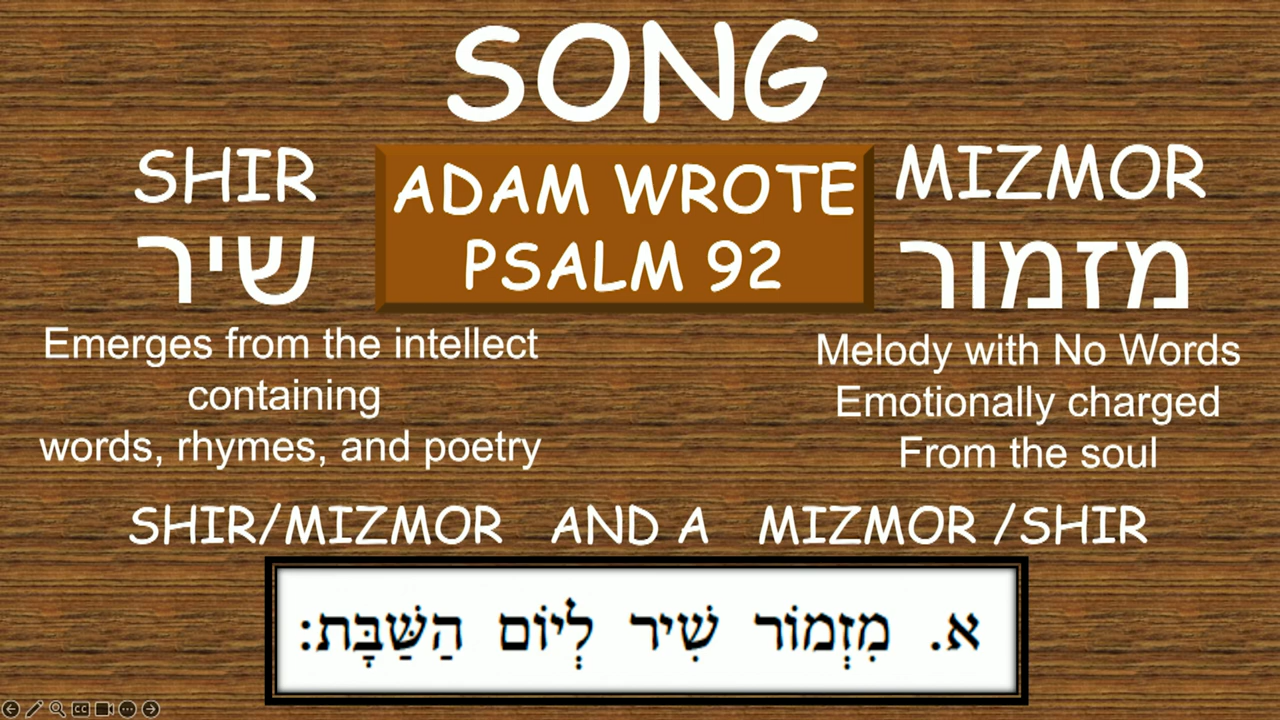 SONG
SHIR
שיר
Emerges from the intellect
containing
words, rhymes, and poetry
ADAM WROTE
PSALM 92
MIZMOR
מזמור
Melody with No Words
Emotionally charged
From the soul
SHIR/MIZMOR AND A MIZMOR /SHIR
א. מִזְמוֹר שִׁיר לְיוֹם הַשַּׁבָּת:
CC